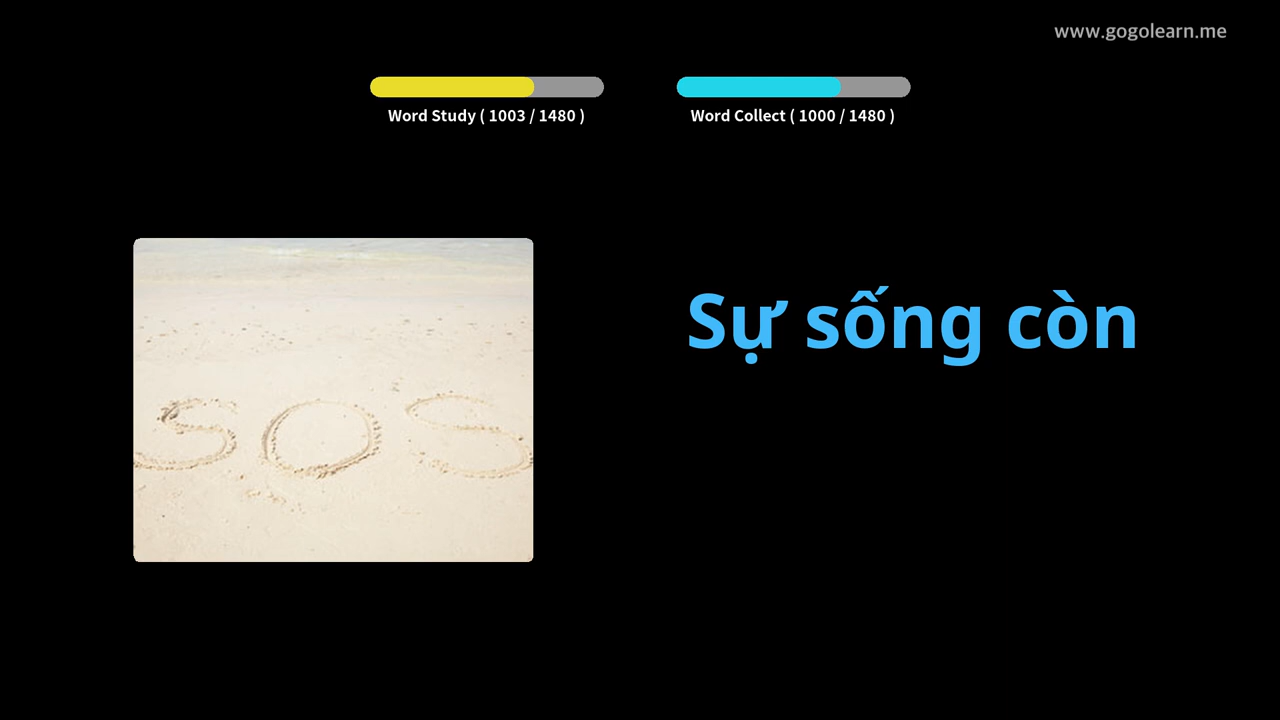 www.gogolearn.me
Word Study ( 1003 / 1480 )
Word Collect ( 1000 / 1480 )
Sự sống còn
SOS